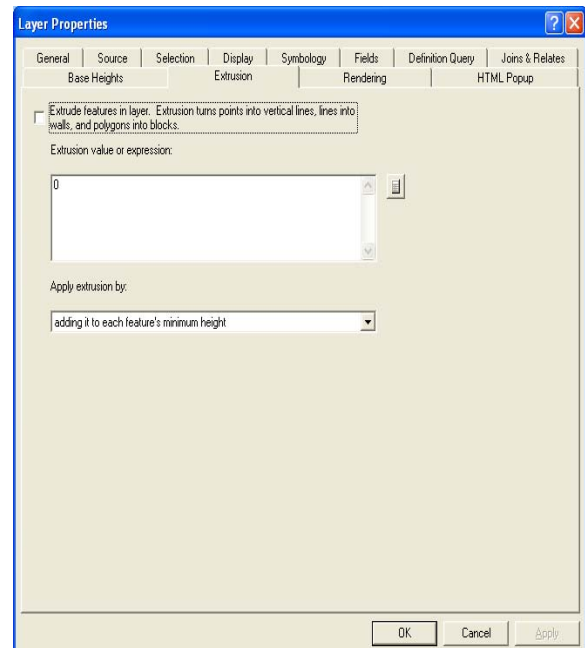 Layer Properties
General Source Selection Display Symbology Fields Definition Query Joins & Relates
Base Heights Extrusion Rendering HTML Popup
Extrude features in layer. Extrusion turns points into vertical lines, lines into
walls, and polygons into blocks.
Extrusion value or expression:
0
Apply extrusion by:
adding it to each feature's minimum height
OK Cancel Apply